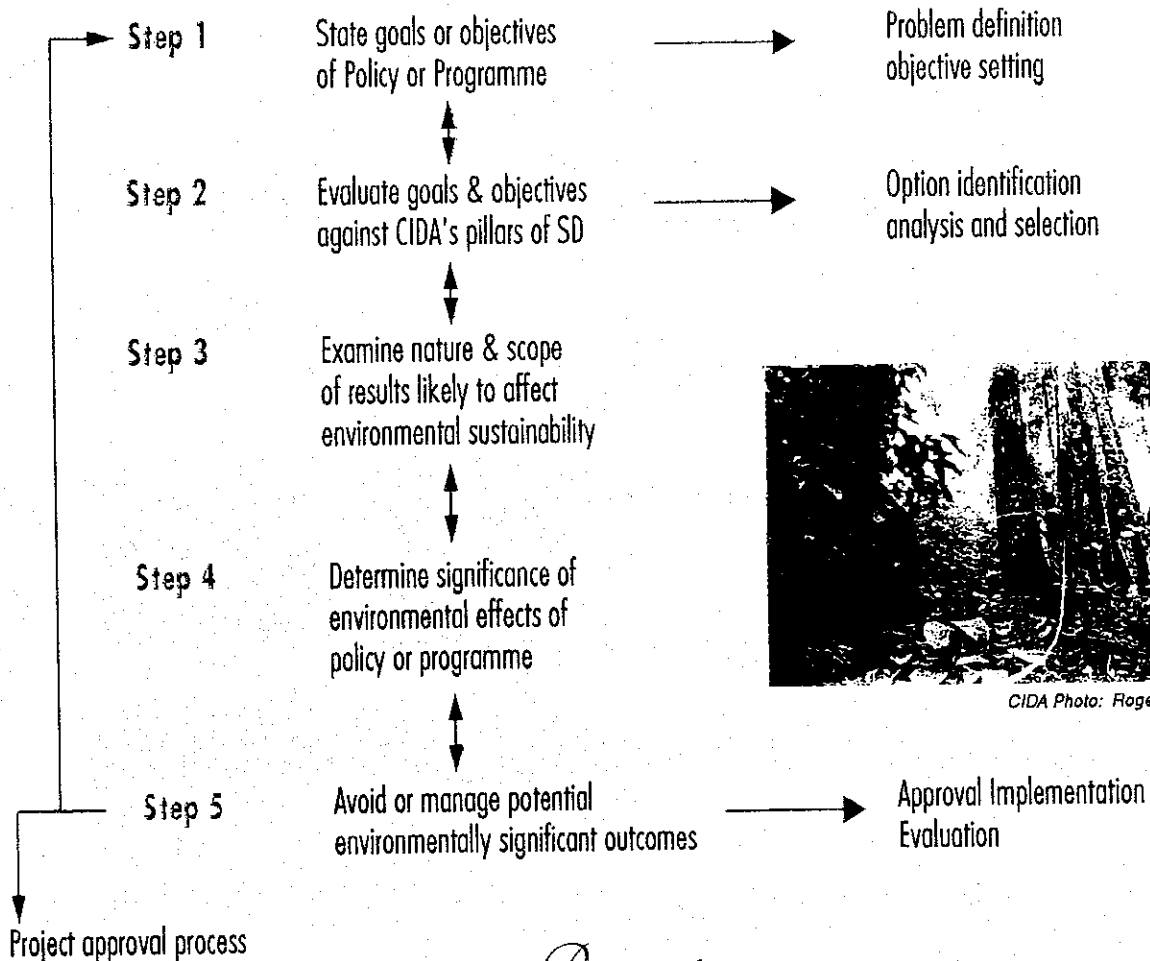 Step 1
State goals or objectives
of Policy or Programme
Problem definition
objective setting
Step 2
Evaluate goals & objectives
against CIDA's pillars of SD
Option identification
analysis and selection
Step 3
Examine nature & scope
of results likely to affect
environmental sustainability
Step 4
Determine significance of
environmental effects of
policy or programme
CIDA Photo: Roge
Step 5
Avoid or manage potential
environmentally significant outcomes
Approval Implementation
Evaluation
Project approval process